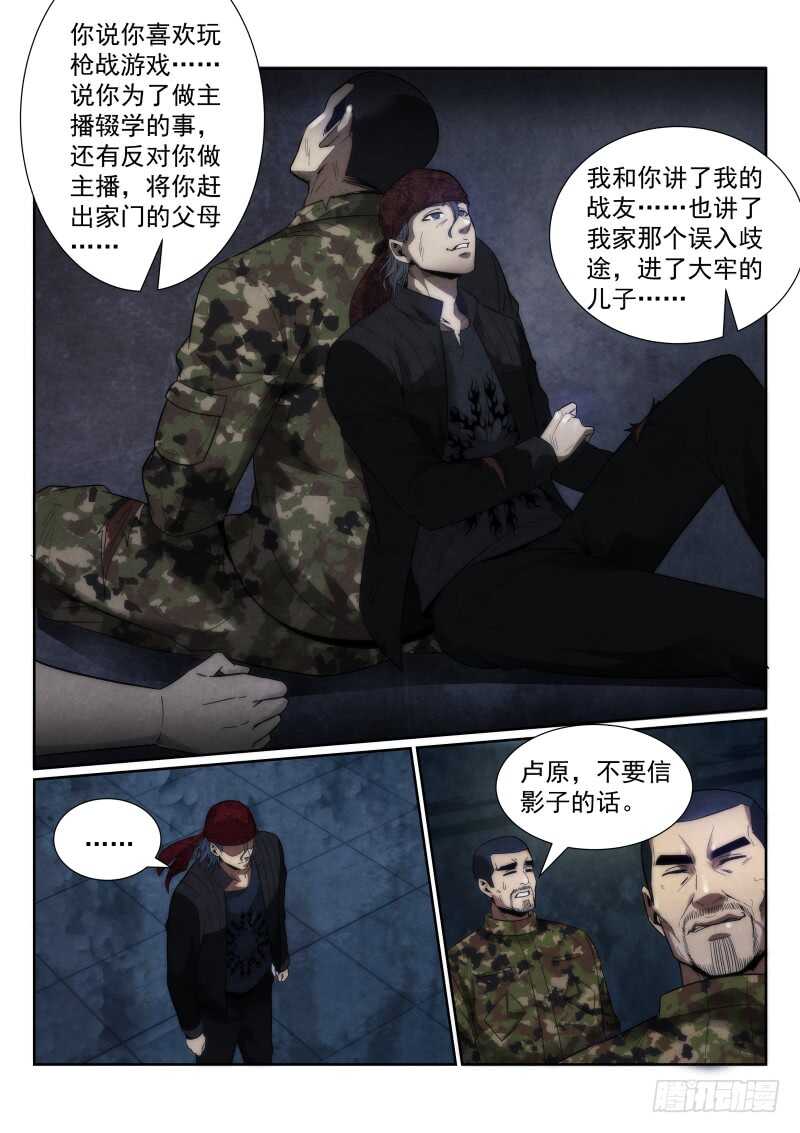 你说你喜欢玩
枪战游戏……
说你为了做主
播辍学的事，
还有反对你做
主播，将你赶
出家门的父母
……
我和你讲了我的
战友……也讲了
我家那个误入歧
途，进了大牢的
儿子……
……
卢原，不要信
影子的话。
腾讯动漫